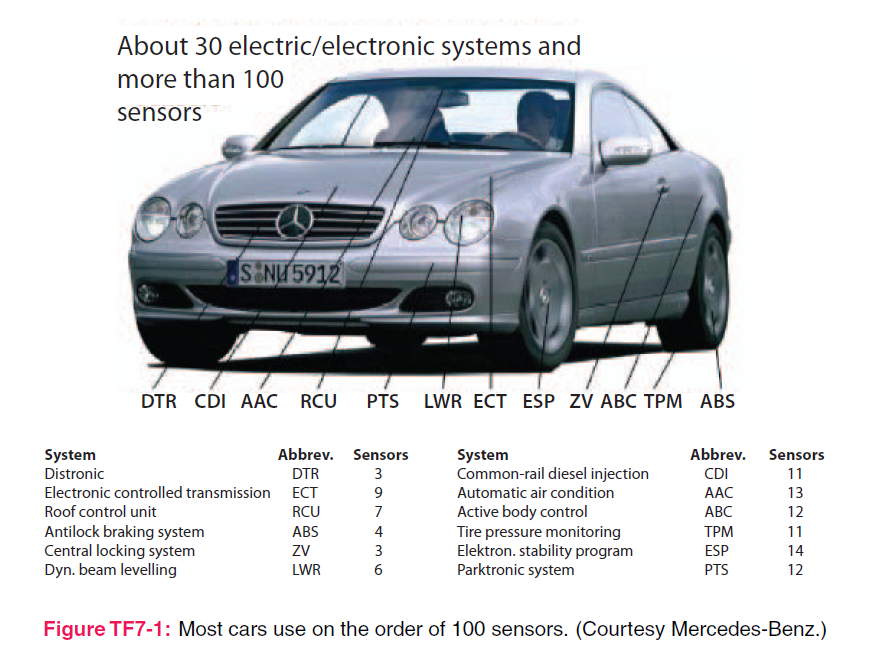 About 30 electric/electronic systems and
more than 100
sensors
S NU 5912
DTR CDI AAC RCU PTS LWR ECT ESP ZV ABC TPM ABS
System Abbrev. Sensors System Abbrev. Sensors
Distronic DTR 3 Common-rail diesel injection CDI 11
Electronic controlled transmission ECT 9 Automatic air condition AAC 13
Roof control unit RCU 7 Active body control ABC 12
Antilock braking system ABS 4 Tire pressure monitoring TPM 11
Central locking system ZV 3 Elektron. stability program ESP 14
Dyn. beam levelling LWR 6 Parktronic system PTS 12
Figure TF7-1: Most cars use on the order of 100 sensors. (Courtesy Mercedes-Benz.)